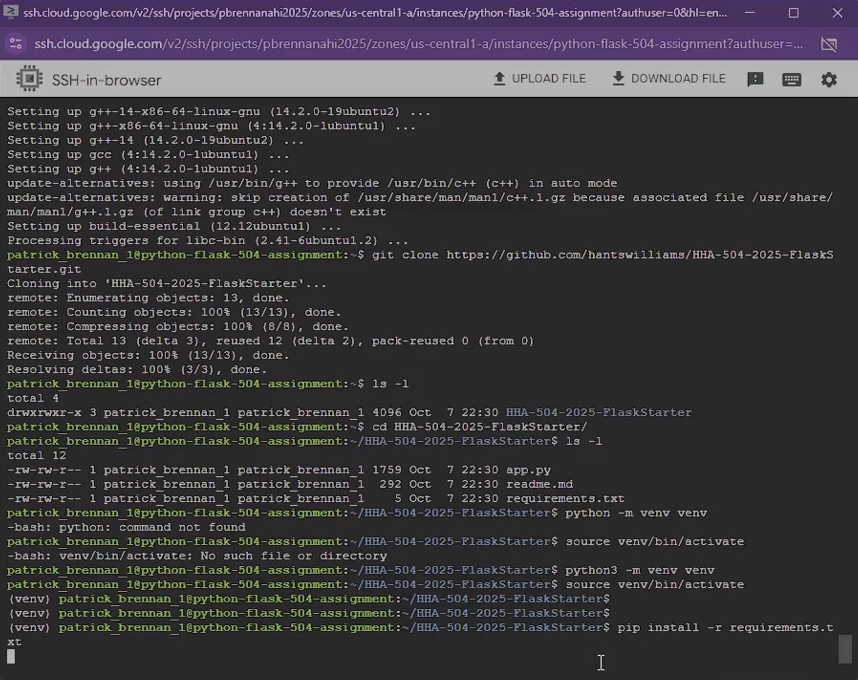 ssh.cloud.google.com/v2/ssh/projects/pbrennanahi2025/zones/us-central1-a/instances/python-flask-504-assignment?authuser=0&hl=en...
ssh.cloud.google.com/v2/ssh/projects/pbrennanahi2025/zones/us-central1-a/instances/python-flask-504-assignment?authuser=...
SSH-in-browser
UPLOAD FILE
DOWNLOAD FILE
Setting up g++-14-x86-64-linux-gnu (14.2.0-19ubuntu2) ...
Setting up g++-x86-64-linux-gnu (4:14.2.0-1ubuntu1) ...
Setting up g++-14 (14.2.0-19ubuntu2) ...
Setting up gcc (4:14.2.0-1ubuntu1) ...
Setting up g++ (4:14.2.0-1ubuntu1) ...
update-alternatives: using /usr/bin/g++ to provide /usr/bin/c++ (c++) in auto mode
update-alternatives: warning: skip creation of /usr/share/man/man1/c++.1.gz because associated file /usr/share/
man/man1/g++.1.gz (of link group c++) doesn't exist
Setting up build-essential (12.12ubuntu1) ...
Processing triggers for libc-bin (2.41-6ubuntu1.2) ...
patrick_brennan_1@python-flask-504-assignment:~$ git clone https://github.com/hantswilliams/HHA-504-2025-FlaskS
tarter.git
Cloning into 'HHA-504-2025-FlaskStarter'...
remote: Enumerating objects: 13, done.
remote: Counting objects: 100% (13/13), done.
remote: Compressing objects: 100% (8/8), done.
remote: Total 13 (delta 3), reused 12 (delta 2), pack-reused 0 (from 0)
Receiving objects: 100% (13/13), done.
Resolving deltas: 100% (3/3), done.
patrick_brennan_1@python-flask-504-assignment:~$ ls -l
total 4
drwxrwxr-x 3 patrick_brennan_1 patrick_brennan_1 4096 Oct  7 22:30 HHA-504-2025-FlaskStarter
patrick_brennan_1@python-flask-504-assignment:~$ cd HHA-504-2025-FlaskStarter/
patrick_brennan_1@python-flask-504-assignment:~/HHA-504-2025-FlaskStarter$ ls -l
total 12
-rw-rw-r-- 1 patrick_brennan_1 patrick_brennan_1 1759 Oct  7 22:30 app.py
-rw-rw-r-- 1 patrick_brennan_1 patrick_brennan_1  292 Oct  7 22:30 readme.md
-rw-rw-r-- 1 patrick_brennan_1 patrick_brennan_1    5 Oct  7 22:30 requirements.txt
patrick_brennan_1@python-flask-504-assignment:~/HHA-504-2025-FlaskStarter$ python -m venv venv
-bash: python: command not found
patrick_brennan_1@python-flask-504-assignment:~/HHA-504-2025-FlaskStarter$ source venv/bin/activate
-bash: venv/bin/activate: No such file or directory
patrick_brennan_1@python-flask-504-assignment:~/HHA-504-2025-FlaskStarter$ python3 -m venv venv
patrick_brennan_1@python-flask-504-assignment:~/HHA-504-2025-FlaskStarter$ source venv/bin/activate
(venv) patrick_brennan_1@python-flask-504-assignment:~/HHA-504-2025-FlaskStarter$
(venv) patrick_brennan_1@python-flask-504-assignment:~/HHA-504-2025-FlaskStarter$
(venv) patrick_brennan_1@python-flask-504-assignment:~/HHA-504-2025-FlaskStarter$ pip install -r requirements.t
xt